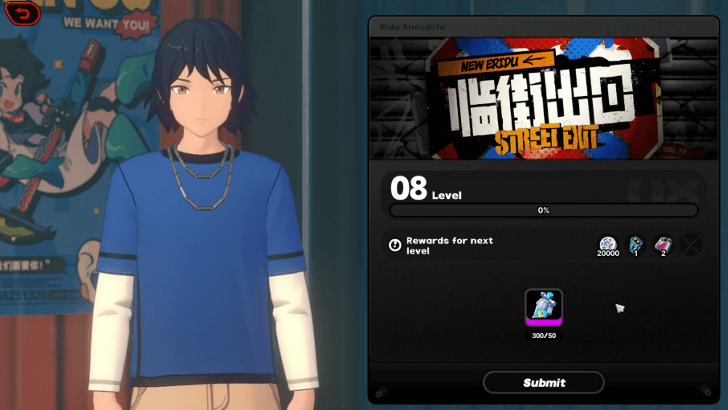 WE WANT YOU!
Ridu Anecdote
NEW ERIDU
临街出口
STREET EXIT
08 Level
0%
Rewards for next
level
20000
1
2
300/50
Submit